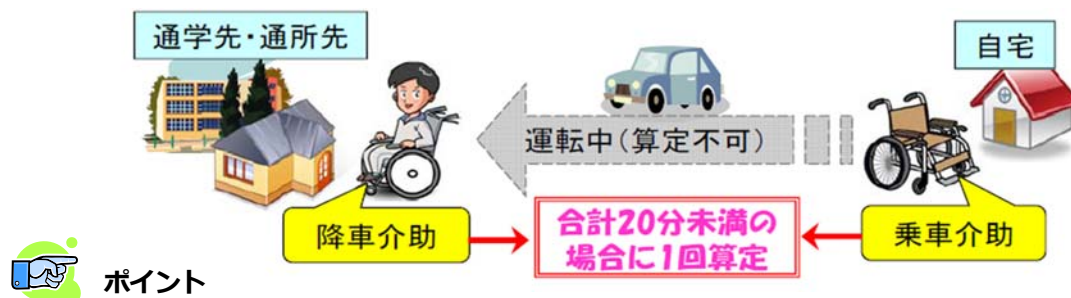 通学先・通所先
自宅
運転中(算定不可)
降車介助
合計20分未満の
場合に1回算定
乗車介助
ポイント